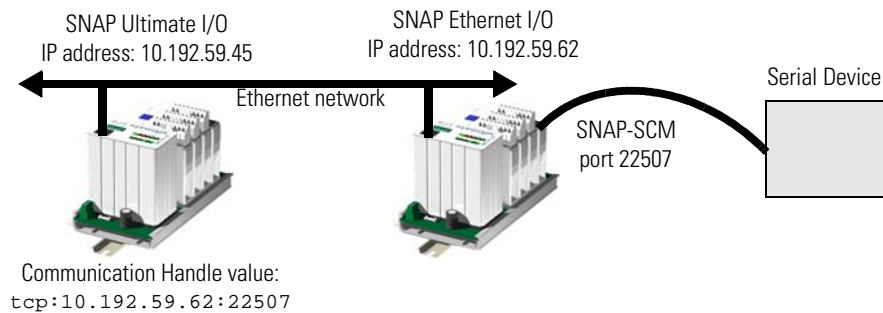 SNAP Ultimate I/O
IP address: 10.192.59.45
SNAP Ethernet I/O
IP address: 10.192.59.62
Ethernet network
Serial Device
SNAP-SCM
port 22507
Communication Handle value:
tcp:10.192.59.62:22507